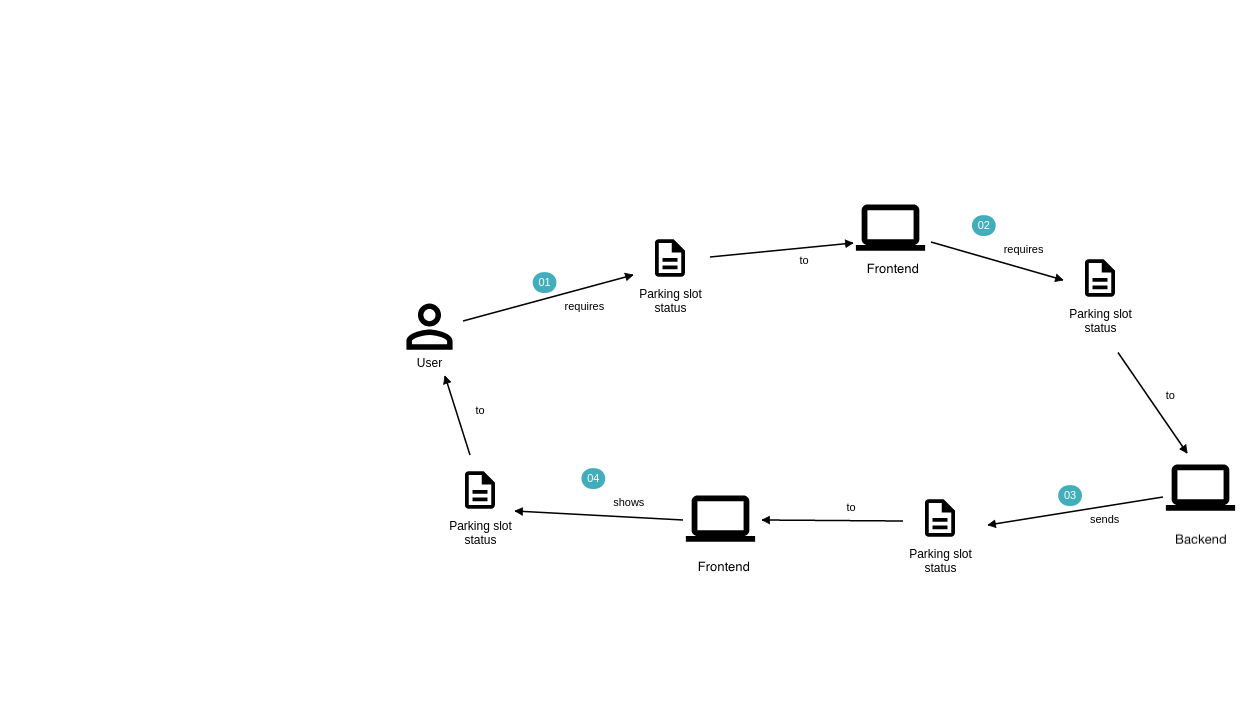 01
requires
User
Parking slot
status
to
Frontend
02
requires
Parking slot
status
to
Backend
03
sends
Parking slot
status
to
Frontend
04
shows
Parking slot
status
to